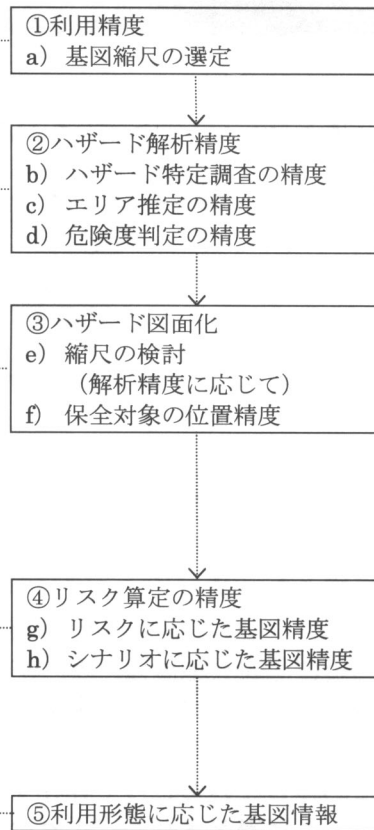 ①利用精度
a) 基図縮尺の選定
②ハザード解析精度
b) ハザード特定調査の精度
c) エリア推定の精度
d) 危険度判定の精度
③ハザード図面化
e) 縮尺の検討
（解析精度に応じて）
f) 保全対象の位置精度
④リスク算定の精度
g) リスクに応じた基図精度
h) シナリオに応じた基図精度
⑤利用形態に応じた基図情報